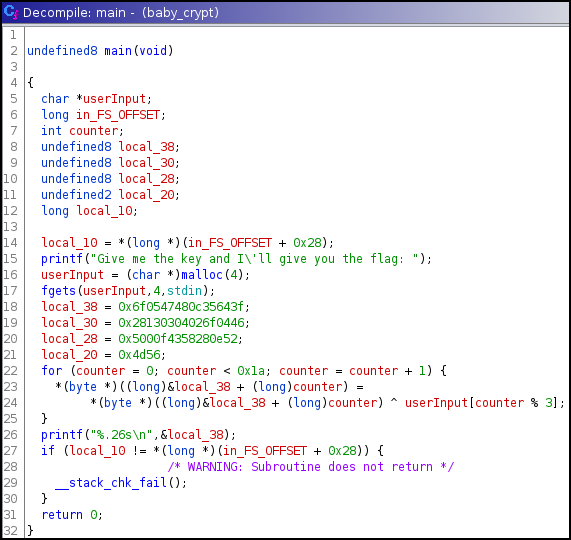 Decompile: main - (baby_crypt)
1
2 undefined8 main(void)
3
4 {
5 char *userInput;
6 long in_FS_OFFSET;
7 int counter;
8 undefined8 local_38;
9 undefined8 local_30;
10 undefined8 local_28;
11 undefined2 local_20;
12 long local_10;
13
14 local_10 = *(long *)(in_FS_OFFSET + 0x28);
15 printf("Give me the key and I\'ll give you the flag: ");
16 userInput = (char *)malloc(4);
17 fgets(userInput,4,stdin);
18 local_38 = 0x6f0547480c35643f;
19 local_30 = 0x28130304026f0446;
20 local_28 = 0x5000f4358280e52;
21 local_20 = 0x4d56;
22 for (counter = 0; counter < 0x1a; counter = counter + 1) {
23 *(byte *)((long)&local_38 + (long)counter) =
24 *(byte *)((long)&local_38 + (long)counter) ^ userInput[counter % 3];
25 }
26 printf("%.26s\n",&local_38);
27 if (local_10 != *(long *)(in_FS_OFFSET + 0x28)) {
28 /* WARNING: Subroutine does not return */
29 __stack_chk_fail();
30 }
31 return 0;
32 }